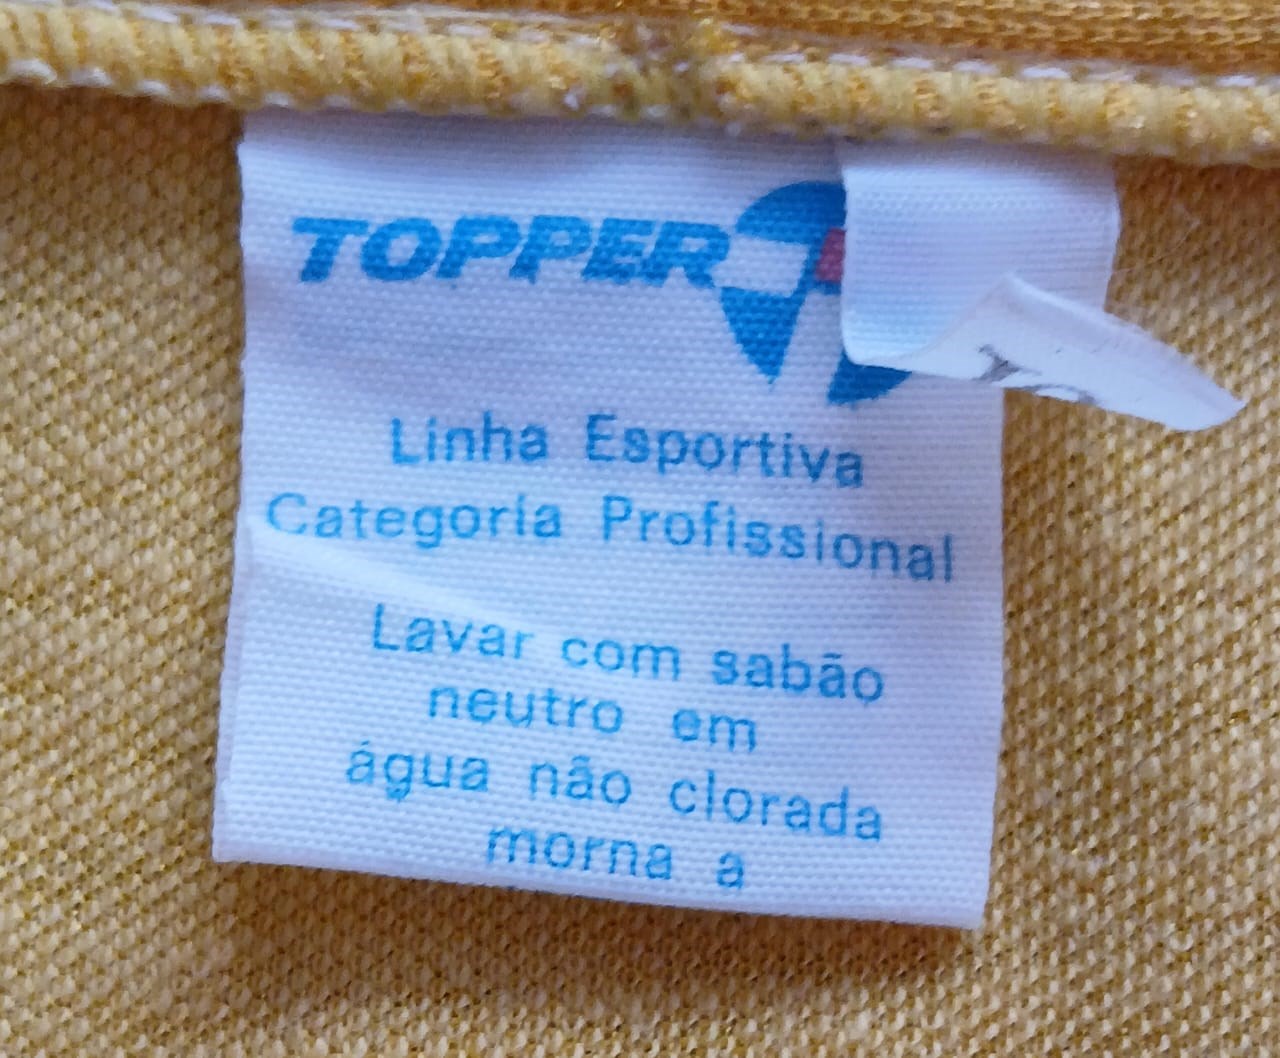 TOPPER
Linha Esportiva
Categoria Profissional
Lavar com sabão
neutro em
água não clorada
morna a